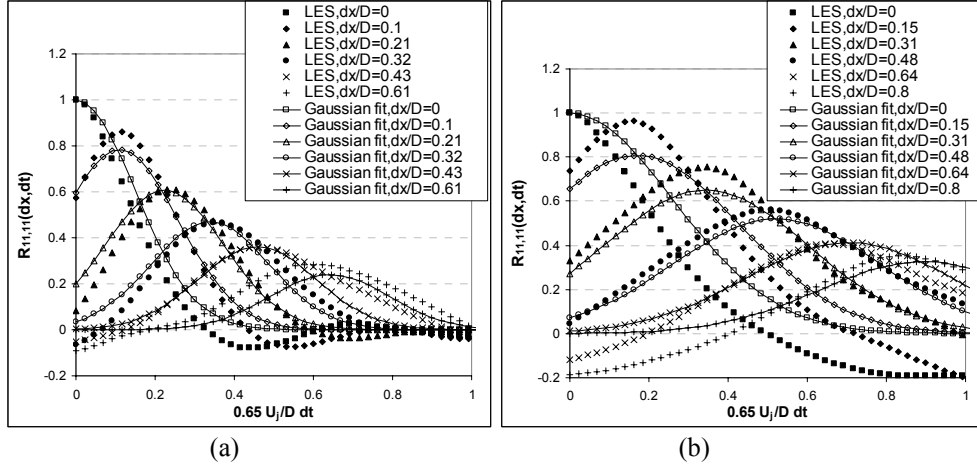 LES,dx/D=0
LES,dx/D=0.1
LES,dx/D=0.21
LES,dx/D=0.32
LES,dx/D=0.43
LES,dx/D=0.61
Gaussian fit,dx/D=0
Gaussian fit,dx/D=0.1
Gaussian fit,dx/D=0.21
Gaussian fit,dx/D=0.32
Gaussian fit,dx/D=0.43
Gaussian fit,dx/D=0.61
1.2
1
0.8
0.6
0.4
0.2
0
-0.2
R11,11(dx,dt)
0 0.2 0.4 0.6 0.8 1
0.65 Uj/D dt
(a)
LES,dx/D=0
LES,dx/D=0.15
LES,dx/D=0.31
LES,dx/D=0.48
LES,dx/D=0.64
LES,dx/D=0.8
Gaussian fit,dx/D=0
Gaussian fit,dx/D=0.15
Gaussian fit,dx/D=0.31
Gaussian fit,dx/D=0.48
Gaussian fit,dx/D=0.64
Gaussian fit,dx/D=0.8
1.2
1
0.8
0.6
0.4
0.2
0
-0.2
R11,11(dx,dt)
0 0.2 0.4 0.6 0.8 1
0.65 Uj/D dt
(b)